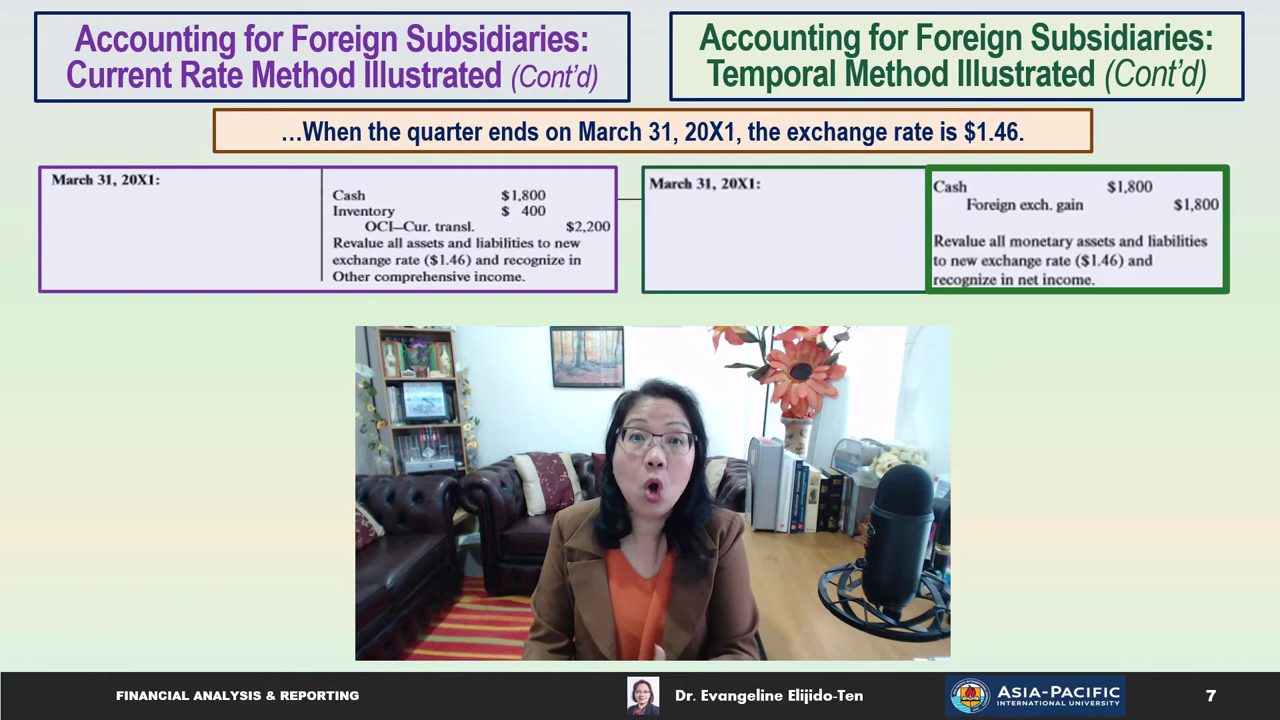 Accounting for Foreign Subsidiaries:
Current Rate Method Illustrated (Cont'd)
Accounting for Foreign Subsidiaries:
Temporal Method Illustrated (Cont'd)
…When the quarter ends on March 31, 20X1, the exchange rate is $1.46.
March 31, 20X1:
Cash $1,800
Inventory $ 400
OCI–Cur. transl. $2,200
Revalue all assets and liabilities to new
exchange rate ($1.46) and recognize in
Other comprehensive income.
March 31, 20X1:
Cash $1,800
Foreign exch. gain $1,800
Revalue all monetary assets and liabilities
to new exchange rate ($1.46) and
recognize in net income.
FINANCIAL ANALYSIS & REPORTING
Dr. Evangeline Elijido-Ten
ASIA-PACIFIC
INTERNATIONAL UNIVERSITY
7